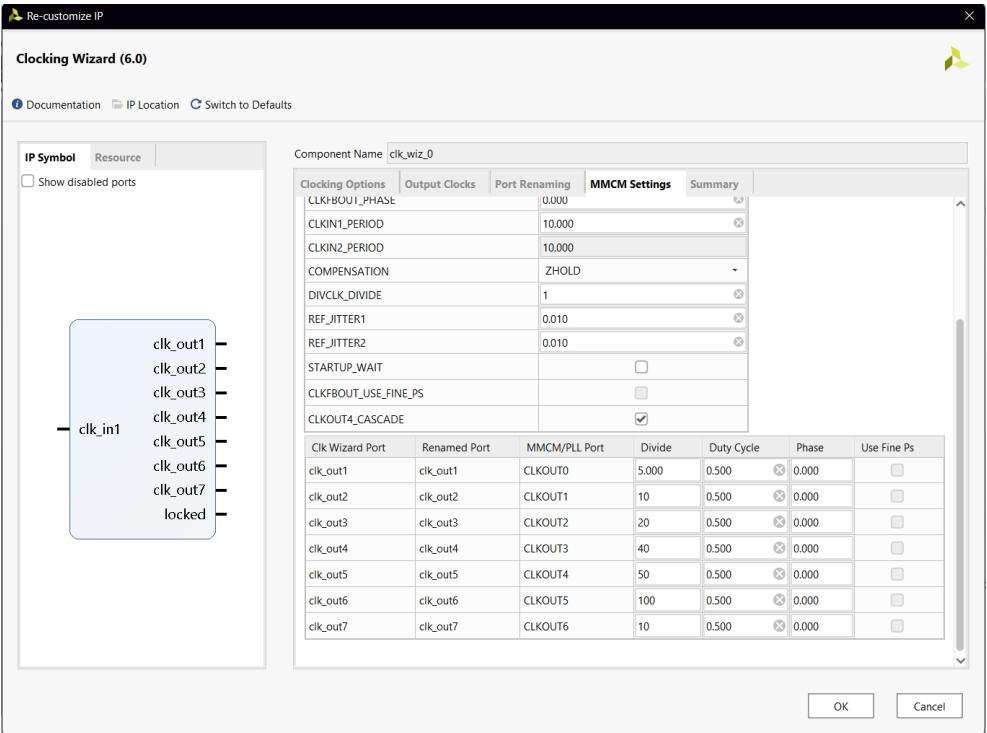 Re-customize IP
Clocking Wizard (6.0)
Documentation IP Location Switch to Defaults
IP Symbol Resource
Show disabled ports
clk_in1
clk_out1
clk_out2
clk_out3
clk_out4
clk_out5
clk_out6
clk_out7
locked
Component Name clk_wiz_0
Clocking Options Output Clocks Port Renaming MMCM Settings Summary
CLKFBOUT_PHASE 0.000
CLKIN1_PERIOD 10.000
CLKIN2_PERIOD 10.000
COMPENSATION ZHOLD
DIVCLK_DIVIDE 1
REF_JITTER1 0.010
REF_JITTER2 0.010
STARTUP_WAIT
CLKFBOUT_USE_FINE_PS
CLKOUT4_CASCADE
Clk Wizard Port Renamed Port MMCM/PLL Port Divide Duty Cycle Phase Use Fine Ps
clk_out1 clk_out1 CLKOUT0 5.000 0.500 0.000
clk_out2 clk_out2 CLKOUT1 10 0.500 0.000
clk_out3 clk_out3 CLKOUT2 20 0.500 0.000
clk_out4 clk_out4 CLKOUT3 40 0.500 0.000
clk_out5 clk_out5 CLKOUT4 50 0.500 0.000
clk_out6 clk_out6 CLKOUT5 100 0.500 0.000
clk_out7 clk_out7 CLKOUT6 10 0.500 0.000
OK Cancel